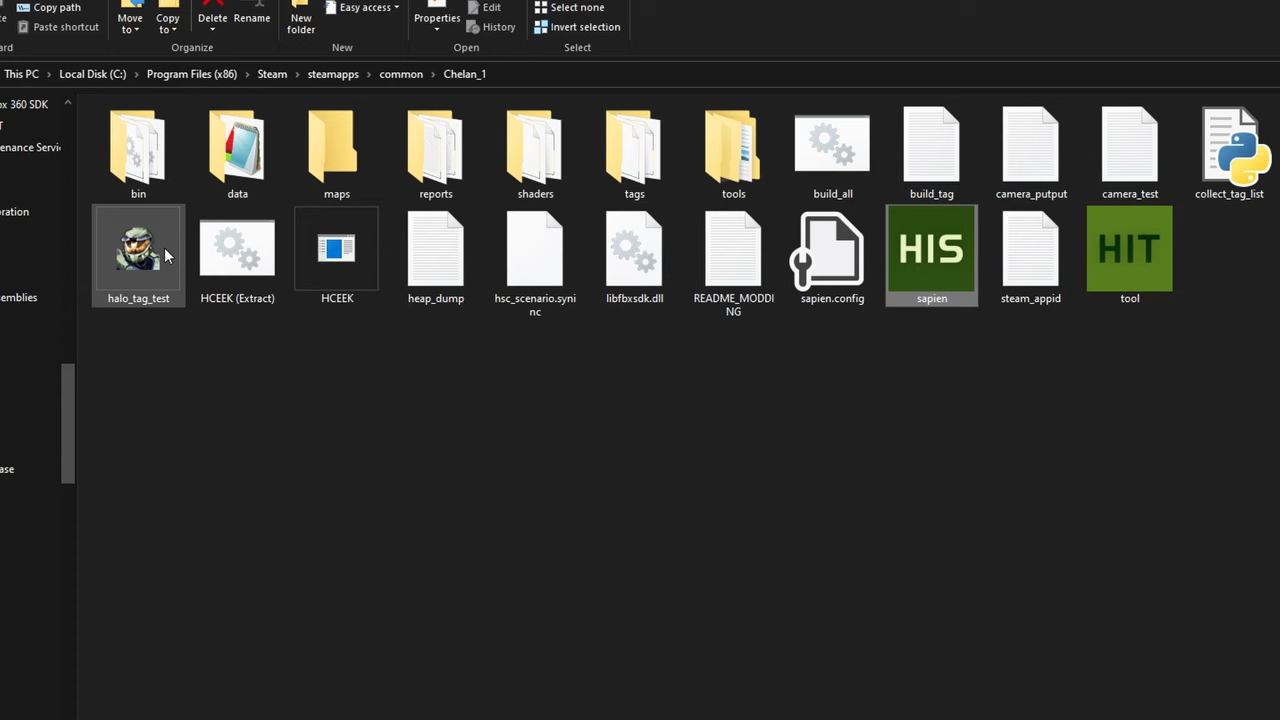 Copy path
Paste shortcut
ard
Move to
Copy to
Delete
Rename
Organize
New folder
Easy access
New
Properties
Edit
History
Open
Select none
Invert selection
Select
This PC > Local Disk (C:) > Program Files (x86) > Steam > steamapps > common > Chelan_1
ox 360 SDK
T
enance Servi
oration
semblies
ase
bin
data
maps
reports
shaders
tags
tools
build_all
build_tag
camera_putput
camera_test
collect_tag_list
HIS
HIT
halo_tag_test
HCEEK (Extract)
HCEEK
heap_dump
hsc_scenario.syni
nc
libfbxsdk.dll
README_MODDI
NG
sapien.config
sapien
steam_appid
tool